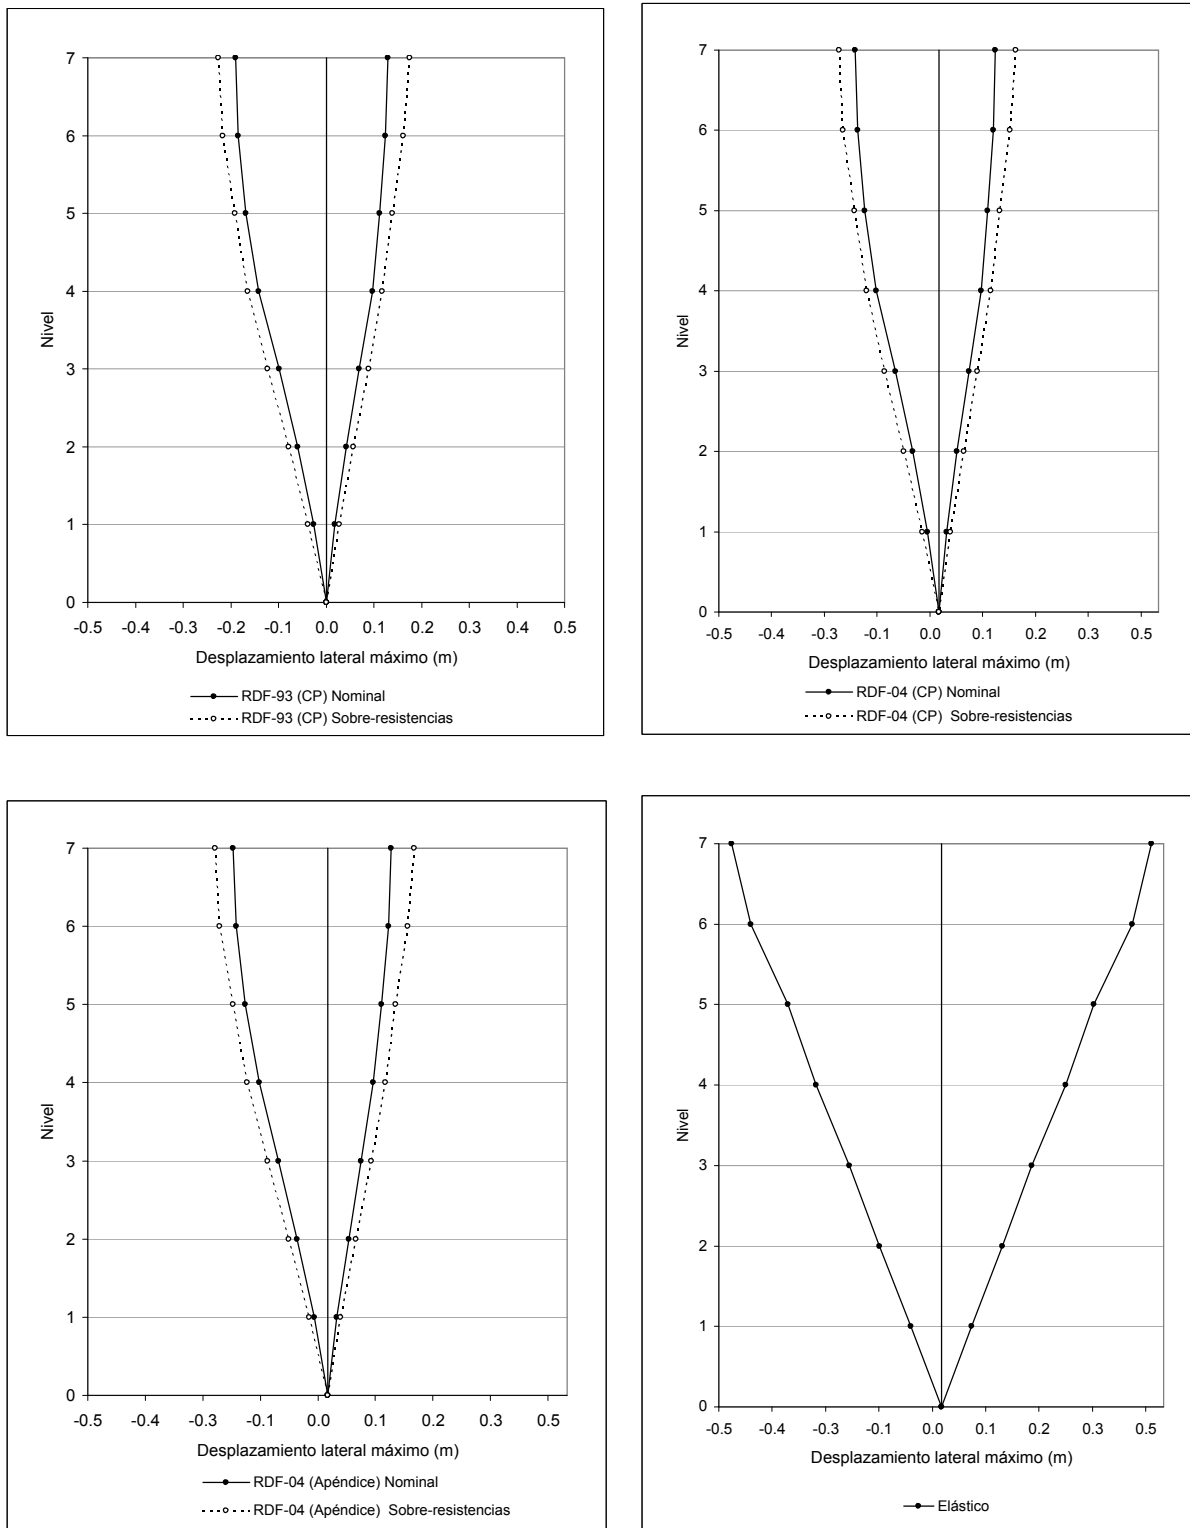 7
6
5
4
3
2
1
0
Nivel
-0.5 -0.4 -0.3 -0.2 -0.1 0.0 0.1 0.2 0.3 0.4 0.5
Desplazamiento lateral máximo (m)
RDF-93 (CP) Nominal
RDF-93 (CP) Sobre-resistencias
7
6
5
4
3
2
1
0
Nivel
-0.5 -0.4 -0.3 -0.1 0.0 0.1 0.2 0.3 0.5
Desplazamiento lateral máximo (m)
RDF-04 (CP) Nominal
RDF-04 (CP) Sobre-resistencias
7
6
5
4
3
2
1
0
Nivel
-0.5 -0.4 -0.3 -0.1 0.0 0.1 0.2 0.3 0.5
Desplazamiento lateral máximo (m)
RDF-04 (Apéndice) Nominal
RDF-04 (Apéndice) Sobre-resistencias
7
6
5
4
3
2
1
0
Nivel
-0.5 -0.4 -0.3 -0.1 0.0 0.1 0.2 0.3 0.5
Desplazamiento lateral máximo (m)
Elástico